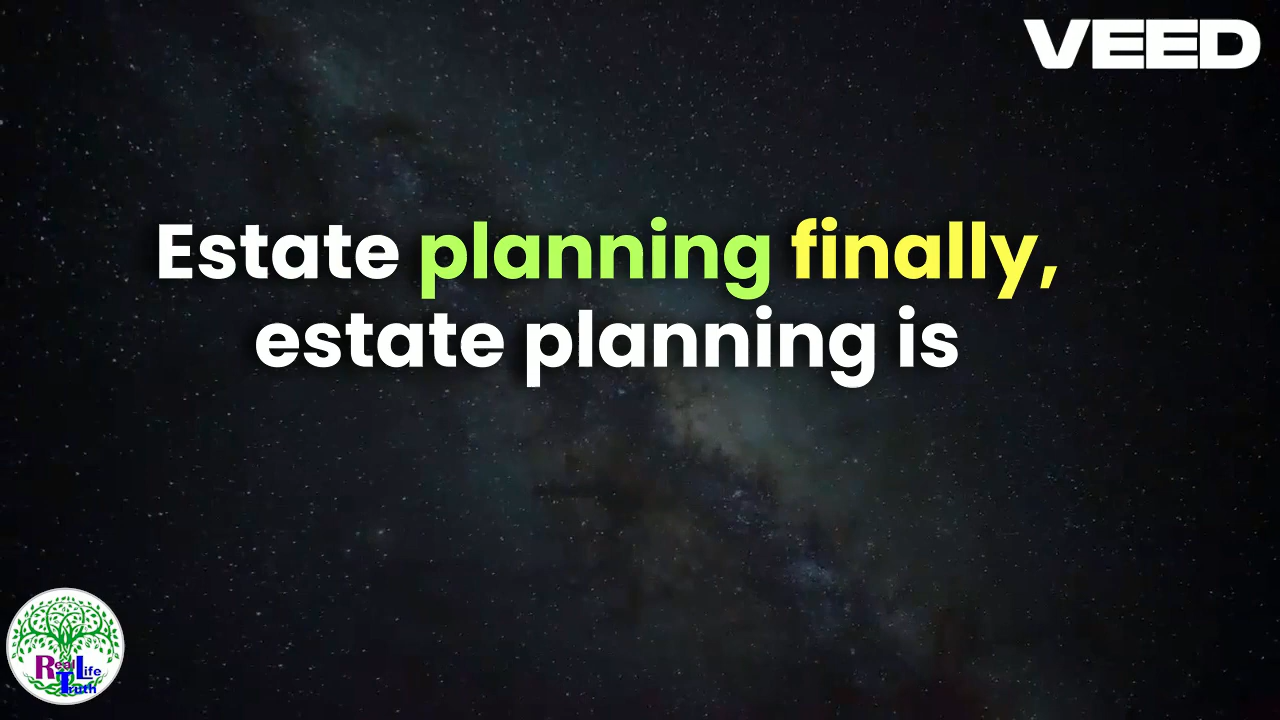 VEED
Estate planning finally,
estate planning is
Real Life
Truth